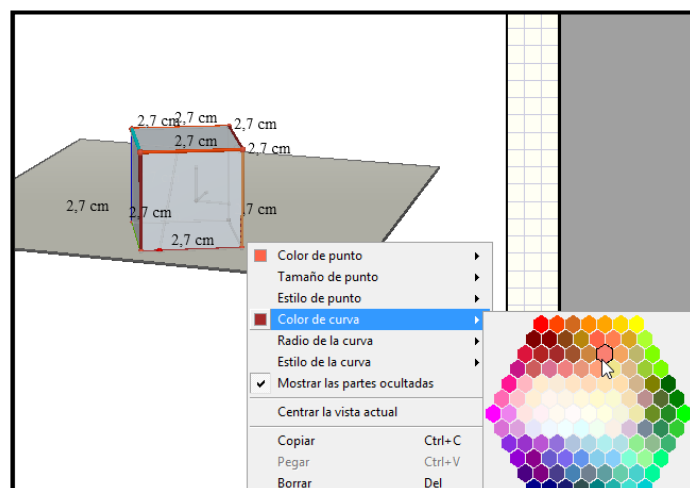 2,7 cm 2,7 cm 2,7 cm
2,7 cm 2,7 cm
2,7 cm 2,7 cm 7 cm
2,7 cm
Color de punto
Tamaño de punto
Estilo de punto
Color de curva
Radio de la curva
Estilo de la curva
Mostrar las partes ocultadas
Centrar la vista actual
Copiar Ctrl+C
Pegar Ctrl+V
Borrar Del